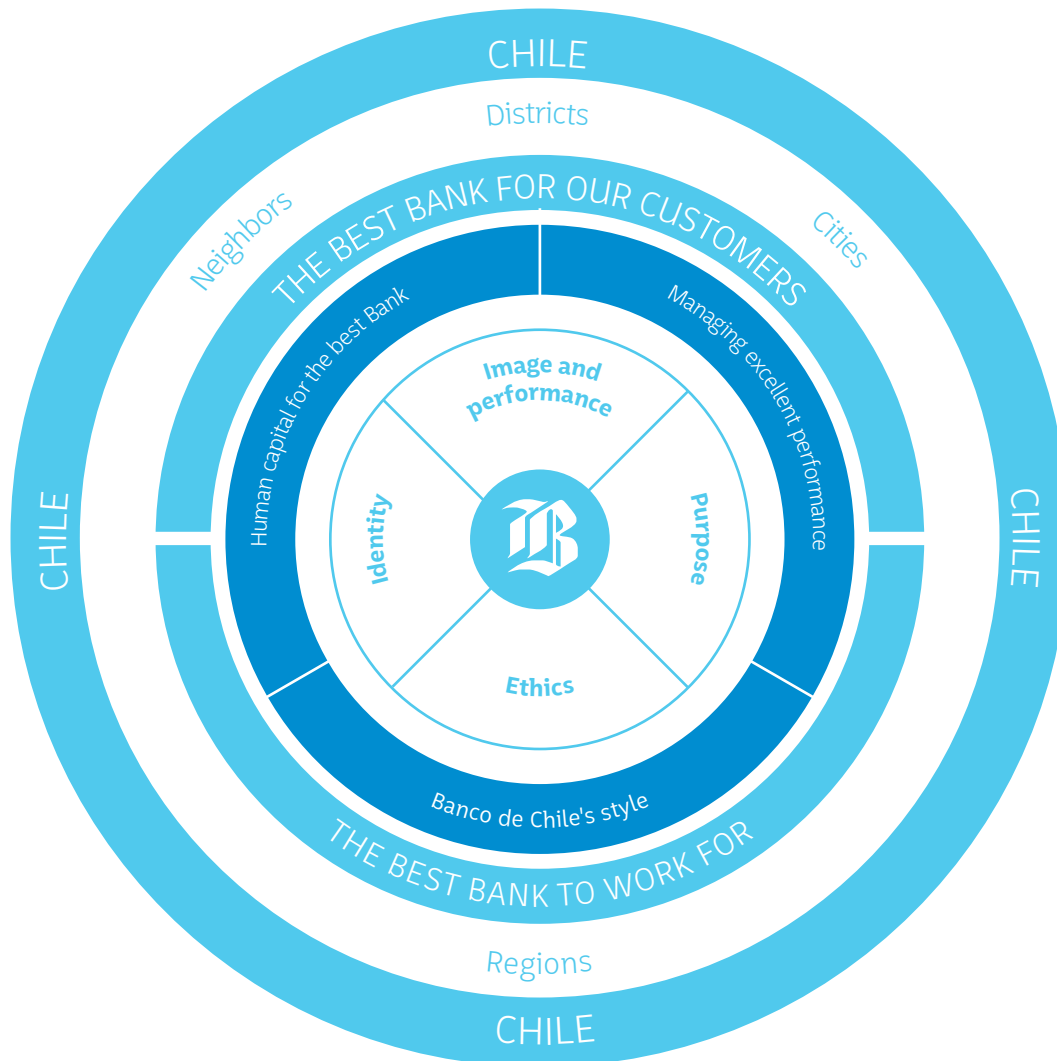 CHILE
Districts
Neighbors
Cities
THE BEST BANK FOR OUR CUSTOMERS
Human capital for the best Bank
Managing excellent performance
Image and
performance
CHILE
Identity
B
Purpose
CHILE
Ethics
Banco de Chile's style
THE BEST BANK TO WORK FOR
Regions
CHILE